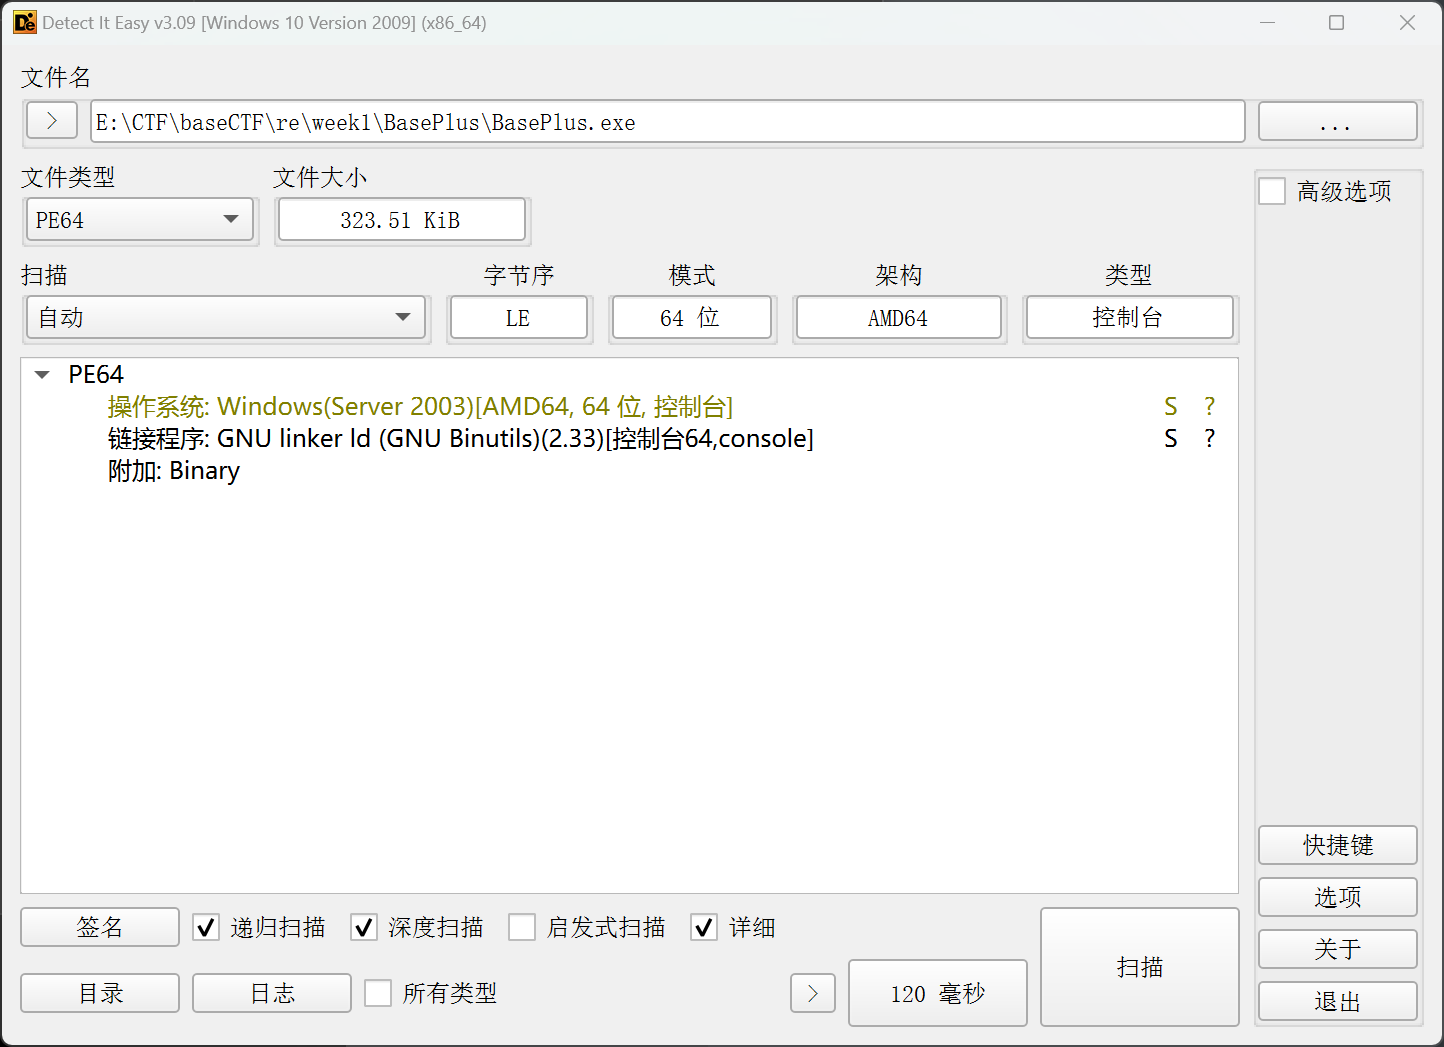 Detect It Easy v3.09 [Windows 10 Version 2009] (x86_64)
文件名
E:\CTF\baseCTF\re\week1\BasePlus\BasePlus.exe
...
文件类型
文件大小
高级选项
PE64
323.51 KiB
扫描
字节序
模式
架构
类型
自动
LE
64 位
AMD64
控制台
PE64
操作系统: Windows(Server 2003)[AMD64, 64 位, 控制台]
S ?
链接程序: GNU linker ld (GNU Binutils)(2.33)[控制台64,console]
S ?
附加: Binary
快捷键
选项
关于
退出
签名
递归扫描
深度扫描
启发式扫描
详细
扫描
目录
日志
所有类型
>
120 毫秒